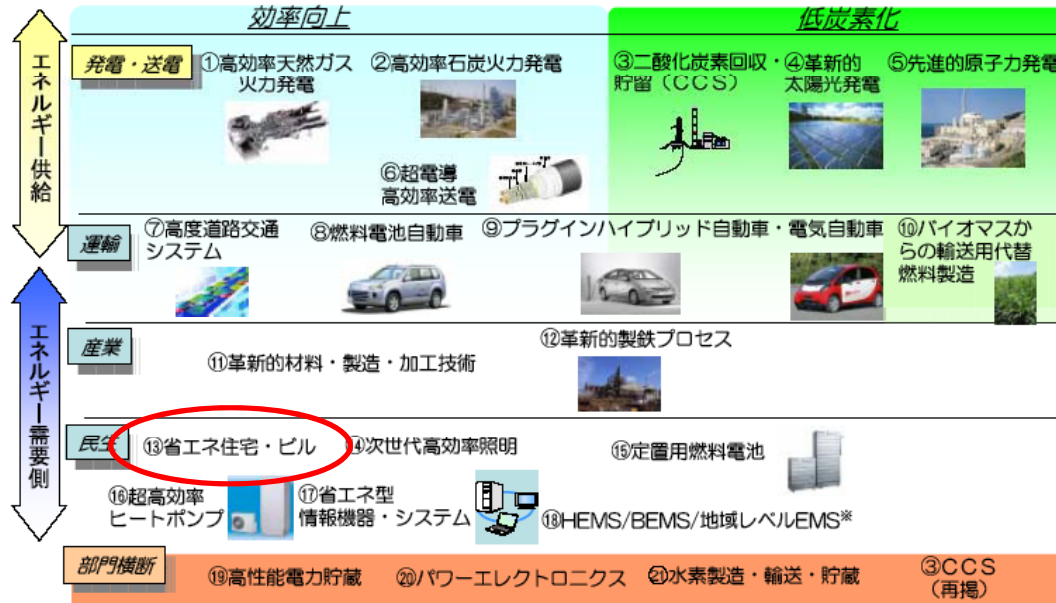 効率向上
低炭素化
エネルギー供給
発電・送電
①高効率天然ガス
火力発電
②高効率石炭火力発電
③二酸化炭素回収・
貯留（CCS）
④革新的
太陽光発電
⑤先進的原子力発電
⑥超電導
高効率送電
運輸
⑦高度道路交通
システム
⑧燃料電池自動車
⑨プラグインハイブリッド自動車・電気自動車
⑩バイオマスか
らの輸送用代替
燃料製造
エネルギー需要側
産業
⑪革新的材料・製造・加工技術
⑫革新的製鉄プロセス
民生
⑬省エネ住宅・ビル
⑭次世代高効率照明
⑮定置用燃料電池
⑯超高効率
ヒートポンプ
⑰省エネ型
情報機器・システム
⑱HEMS/BEMS/地域レベルEMS※
部門横断
⑲高性能電力貯蔵
⑳パワーエレクトロニクス
㉑水素製造・輸送・貯蔵
③CCS
（再掲）